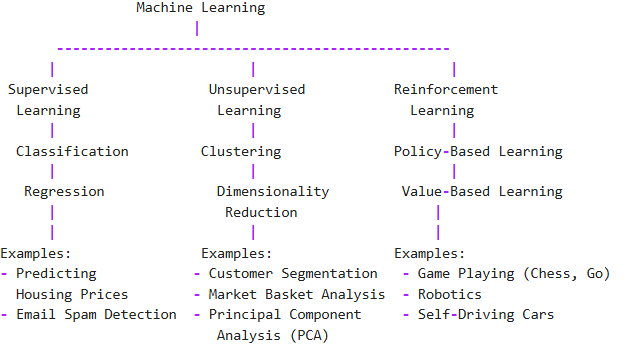 Machine Learning
|
-------------------------------------------------
| | |
Supervised Unsupervised Reinforcement
Learning Learning Learning
| | |
Classification Clustering Policy-Based Learning
| | |
Regression Dimensionality Value-Based Learning
| Reduction |
| | |
Examples: Examples: Examples:
- Predicting - Customer Segmentation - Game Playing (Chess, Go)
Housing Prices - Market Basket Analysis - Robotics
- Email Spam Detection - Principal Component - Self-Driving Cars
Analysis (PCA)